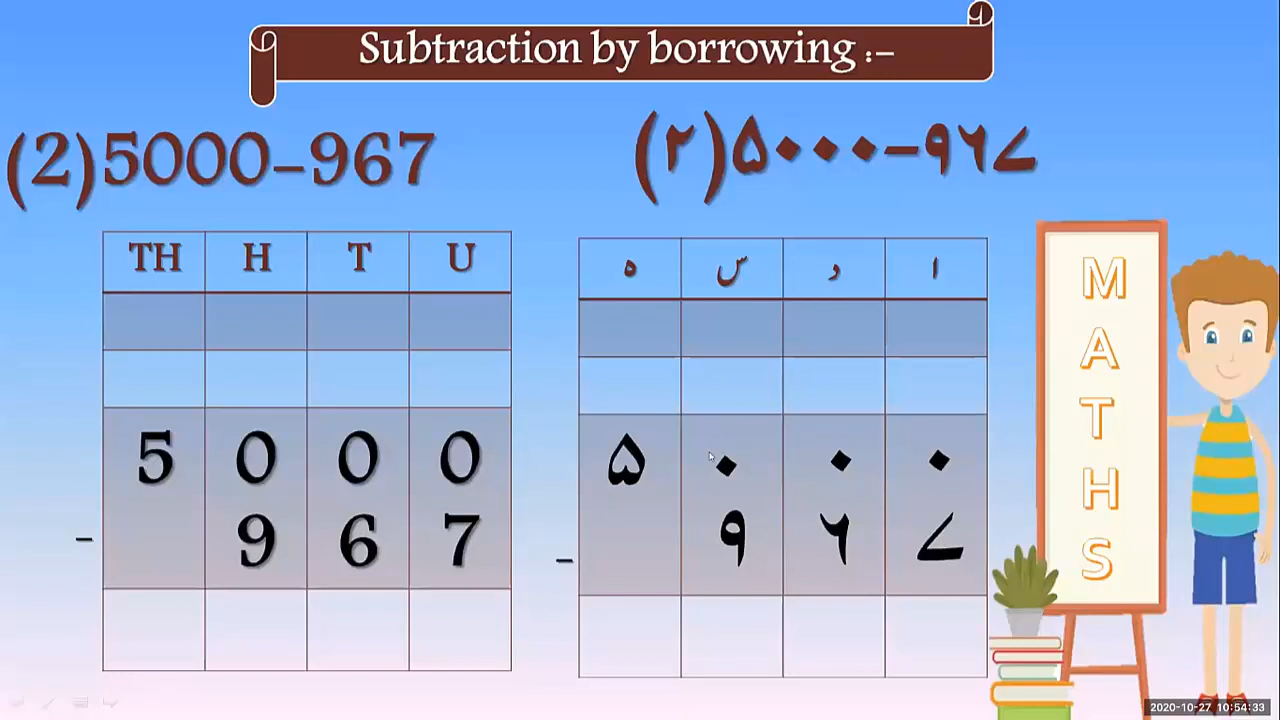 Subtraction by borrowing :-
(2)5000-967
(۲)۵۰۰۰-۹۶۷
TH H T U
5 0 0 0
- 9 6 7
ہ س د ا
۵ ۰ ۰ ۰
- ۹ ۶ ۷
M
A
T
H
S
2020-10-27 10:54:33